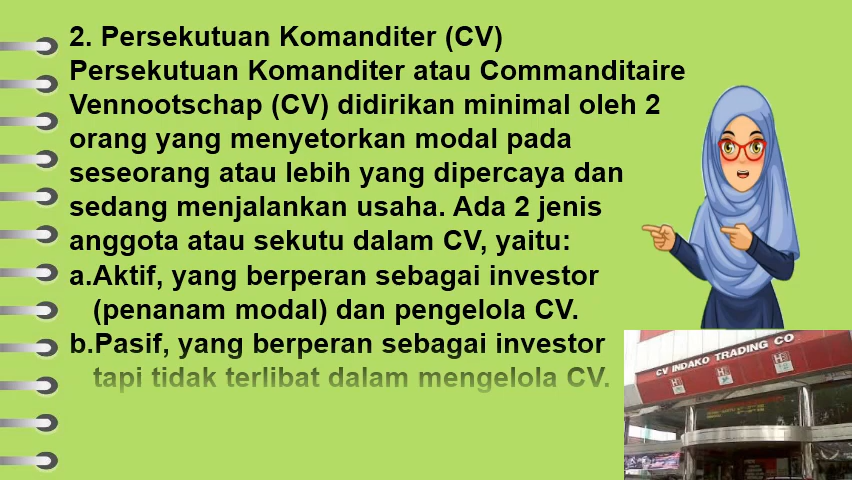 2. Persekutuan Komanditer (CV)
Persekutuan Komanditer atau Commanditaire
Vennootschap (CV) didirikan minimal oleh 2
orang yang menyetorkan modal pada
seseorang atau lebih yang dipercaya dan
sedang menjalankan usaha. Ada 2 jenis
anggota atau sekutu dalam CV, yaitu:
a.Aktif, yang berperan sebagai investor
(penanam modal) dan pengelola CV.
b.Pasif, yang berperan sebagai investor
tapi tidak terlibat dalam mengelola CV.
CV INDAKO TRADING CO